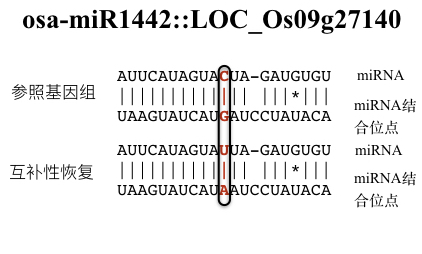 osa-miR1442::LOC_Os09g27140
AUUCAUAGUACUA-GAUGUGU miRNA
参照基因组 ||||||||||||| |||*|||
UAAGUAUCAUGAUCCUAUACA miRNA结合位点
AUUCAUAGUAUUA-GAUGUGU miRNA
互补性恢复 ||||||||||||| |||*|||
UAAGUAUCAUAAUCCUAUACA miRNA结合位点